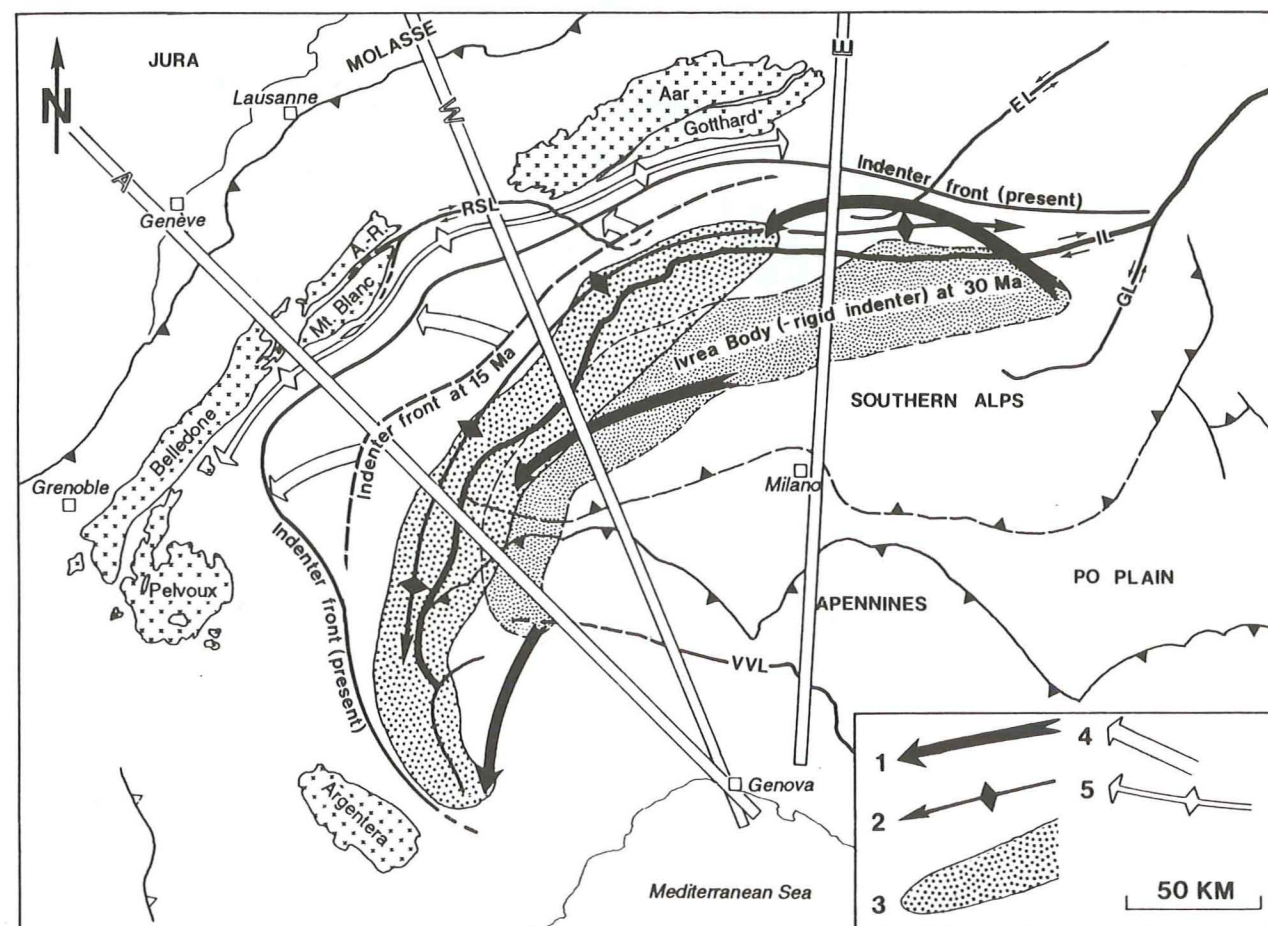 JURA
MOLASSE
N
Lausanne
Aar
Gotthard
W
E
EL
A
Genève
RSL
Indenter front (present)
A.-R.
Mt. Blanc
IL
GL
Ivrea Body (-rigid indenter) at 30 Ma
Indenter front at 15 Ma
SOUTHERN ALPS
Belledone
Grenoble
Milano
Indenter front (present)
Pelvoux
PO PLAIN
APENNINES
VVL
Argentera
Genova
Mediterranean Sea
1
2
3
4
5
50 KM